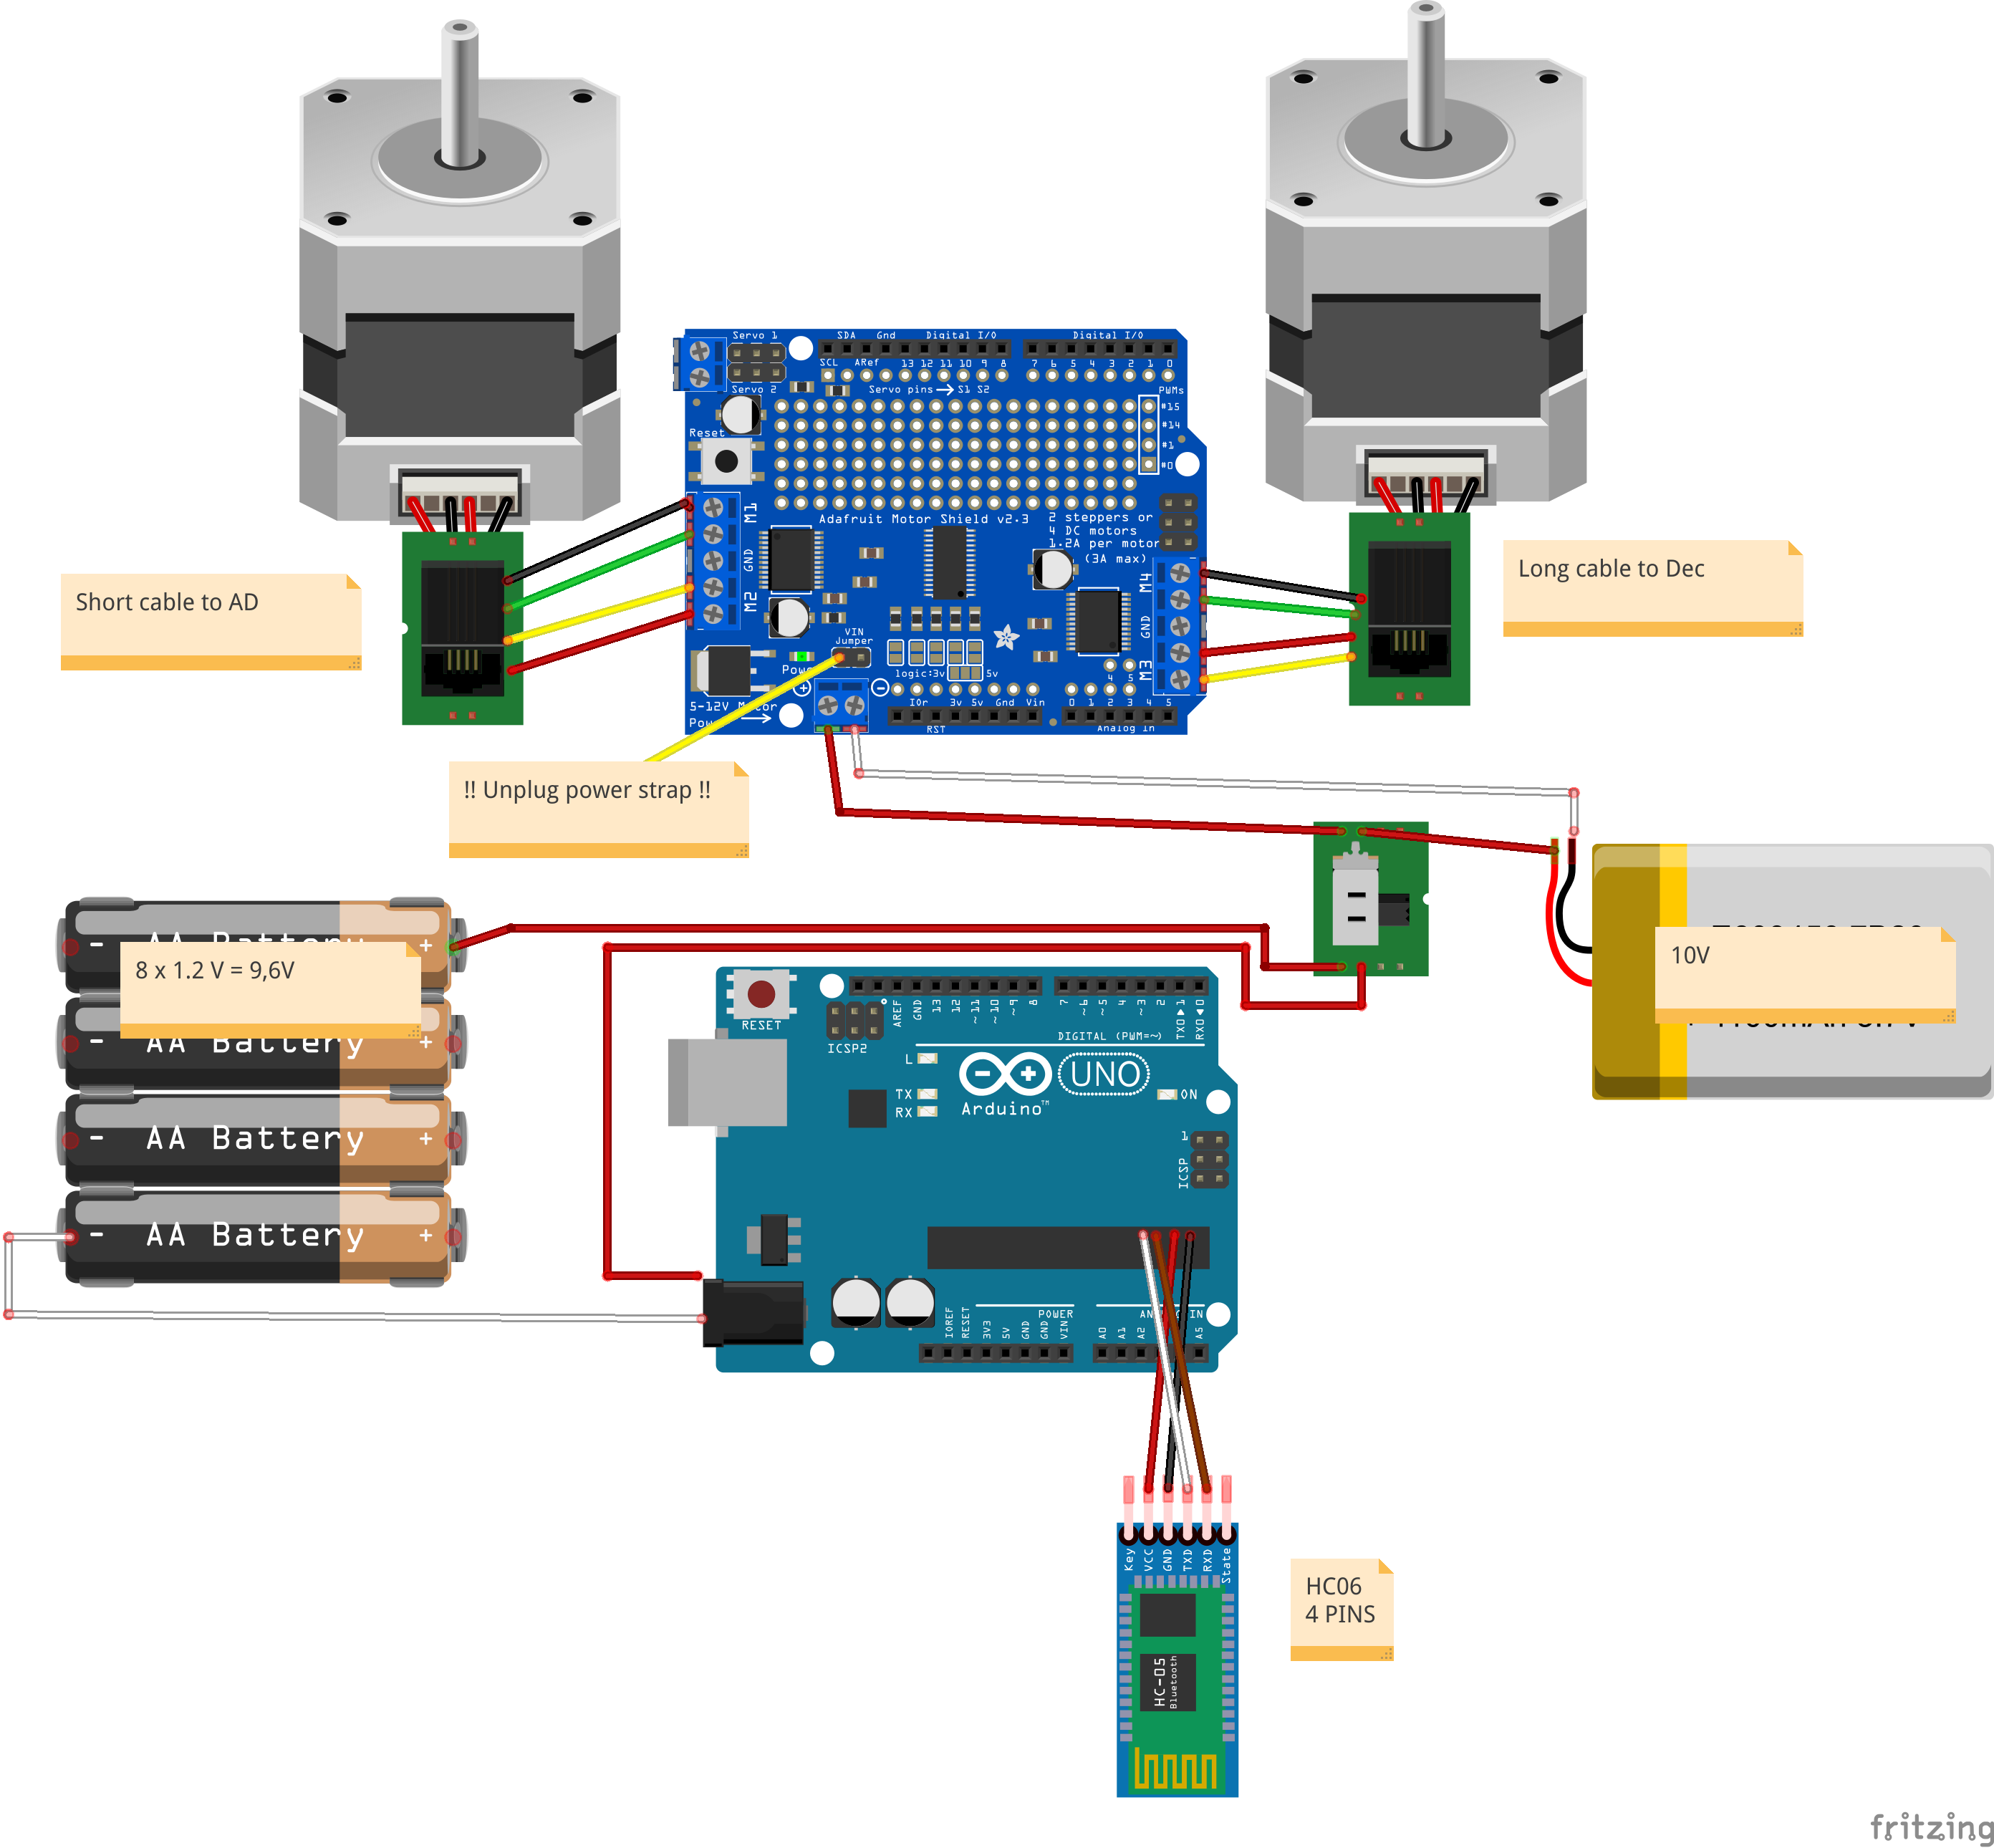 Servo 1
SDA Gnd Digital I/O Digital I/O
SCL ARef 13 12 11 10 9 8 7 6 5 4 3 2 1 0
Servo 2
Servo pins S1 S2
PWMs
#15
#14
#1
#0
Reset
M1
GND
M2
Adafruit Motor Shield v2.3
2 steppers or
4 DC motors
1.2A per motor
(3A max)
M4
GND
M3
VIN
Jumper
logic:3v 5v
4 5
5-12V Motor
+ -
IOr 3v 5v Gnd Vin 0 1 2 3 4 5
RST
Analog In
Short cable to AD
Long cable to Dec
!! Unplug power strap !!
- AA Battery +
8 x 1.2 V = 9,6V
AA Battery
- AA Battery +
- AA Battery +
10V
RESET
ICSP2
AREF
GND
13
12
~11
~10
~9
8
7
~6
~5
4
~3
2
TX0 1
RX0 0
DIGITAL (PWM=~)
L
TX
RX
UNO
Arduino™
ON
1
ICSP
POWER
IN
IOREF
RESET
3V3
5V
GND
GND
VIN
A0
A1
A2
A5
Key
VCC
GND
TXD
RXD
State
HC-05
Bluetooth
HC06
4 PINS
fritzing